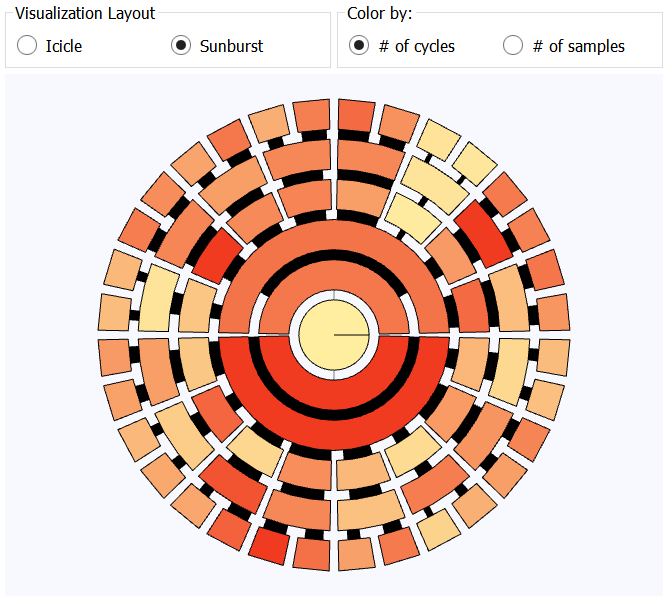 Visualization Layout
Color by:
Icicle
Sunburst
# of cycles
# of samples